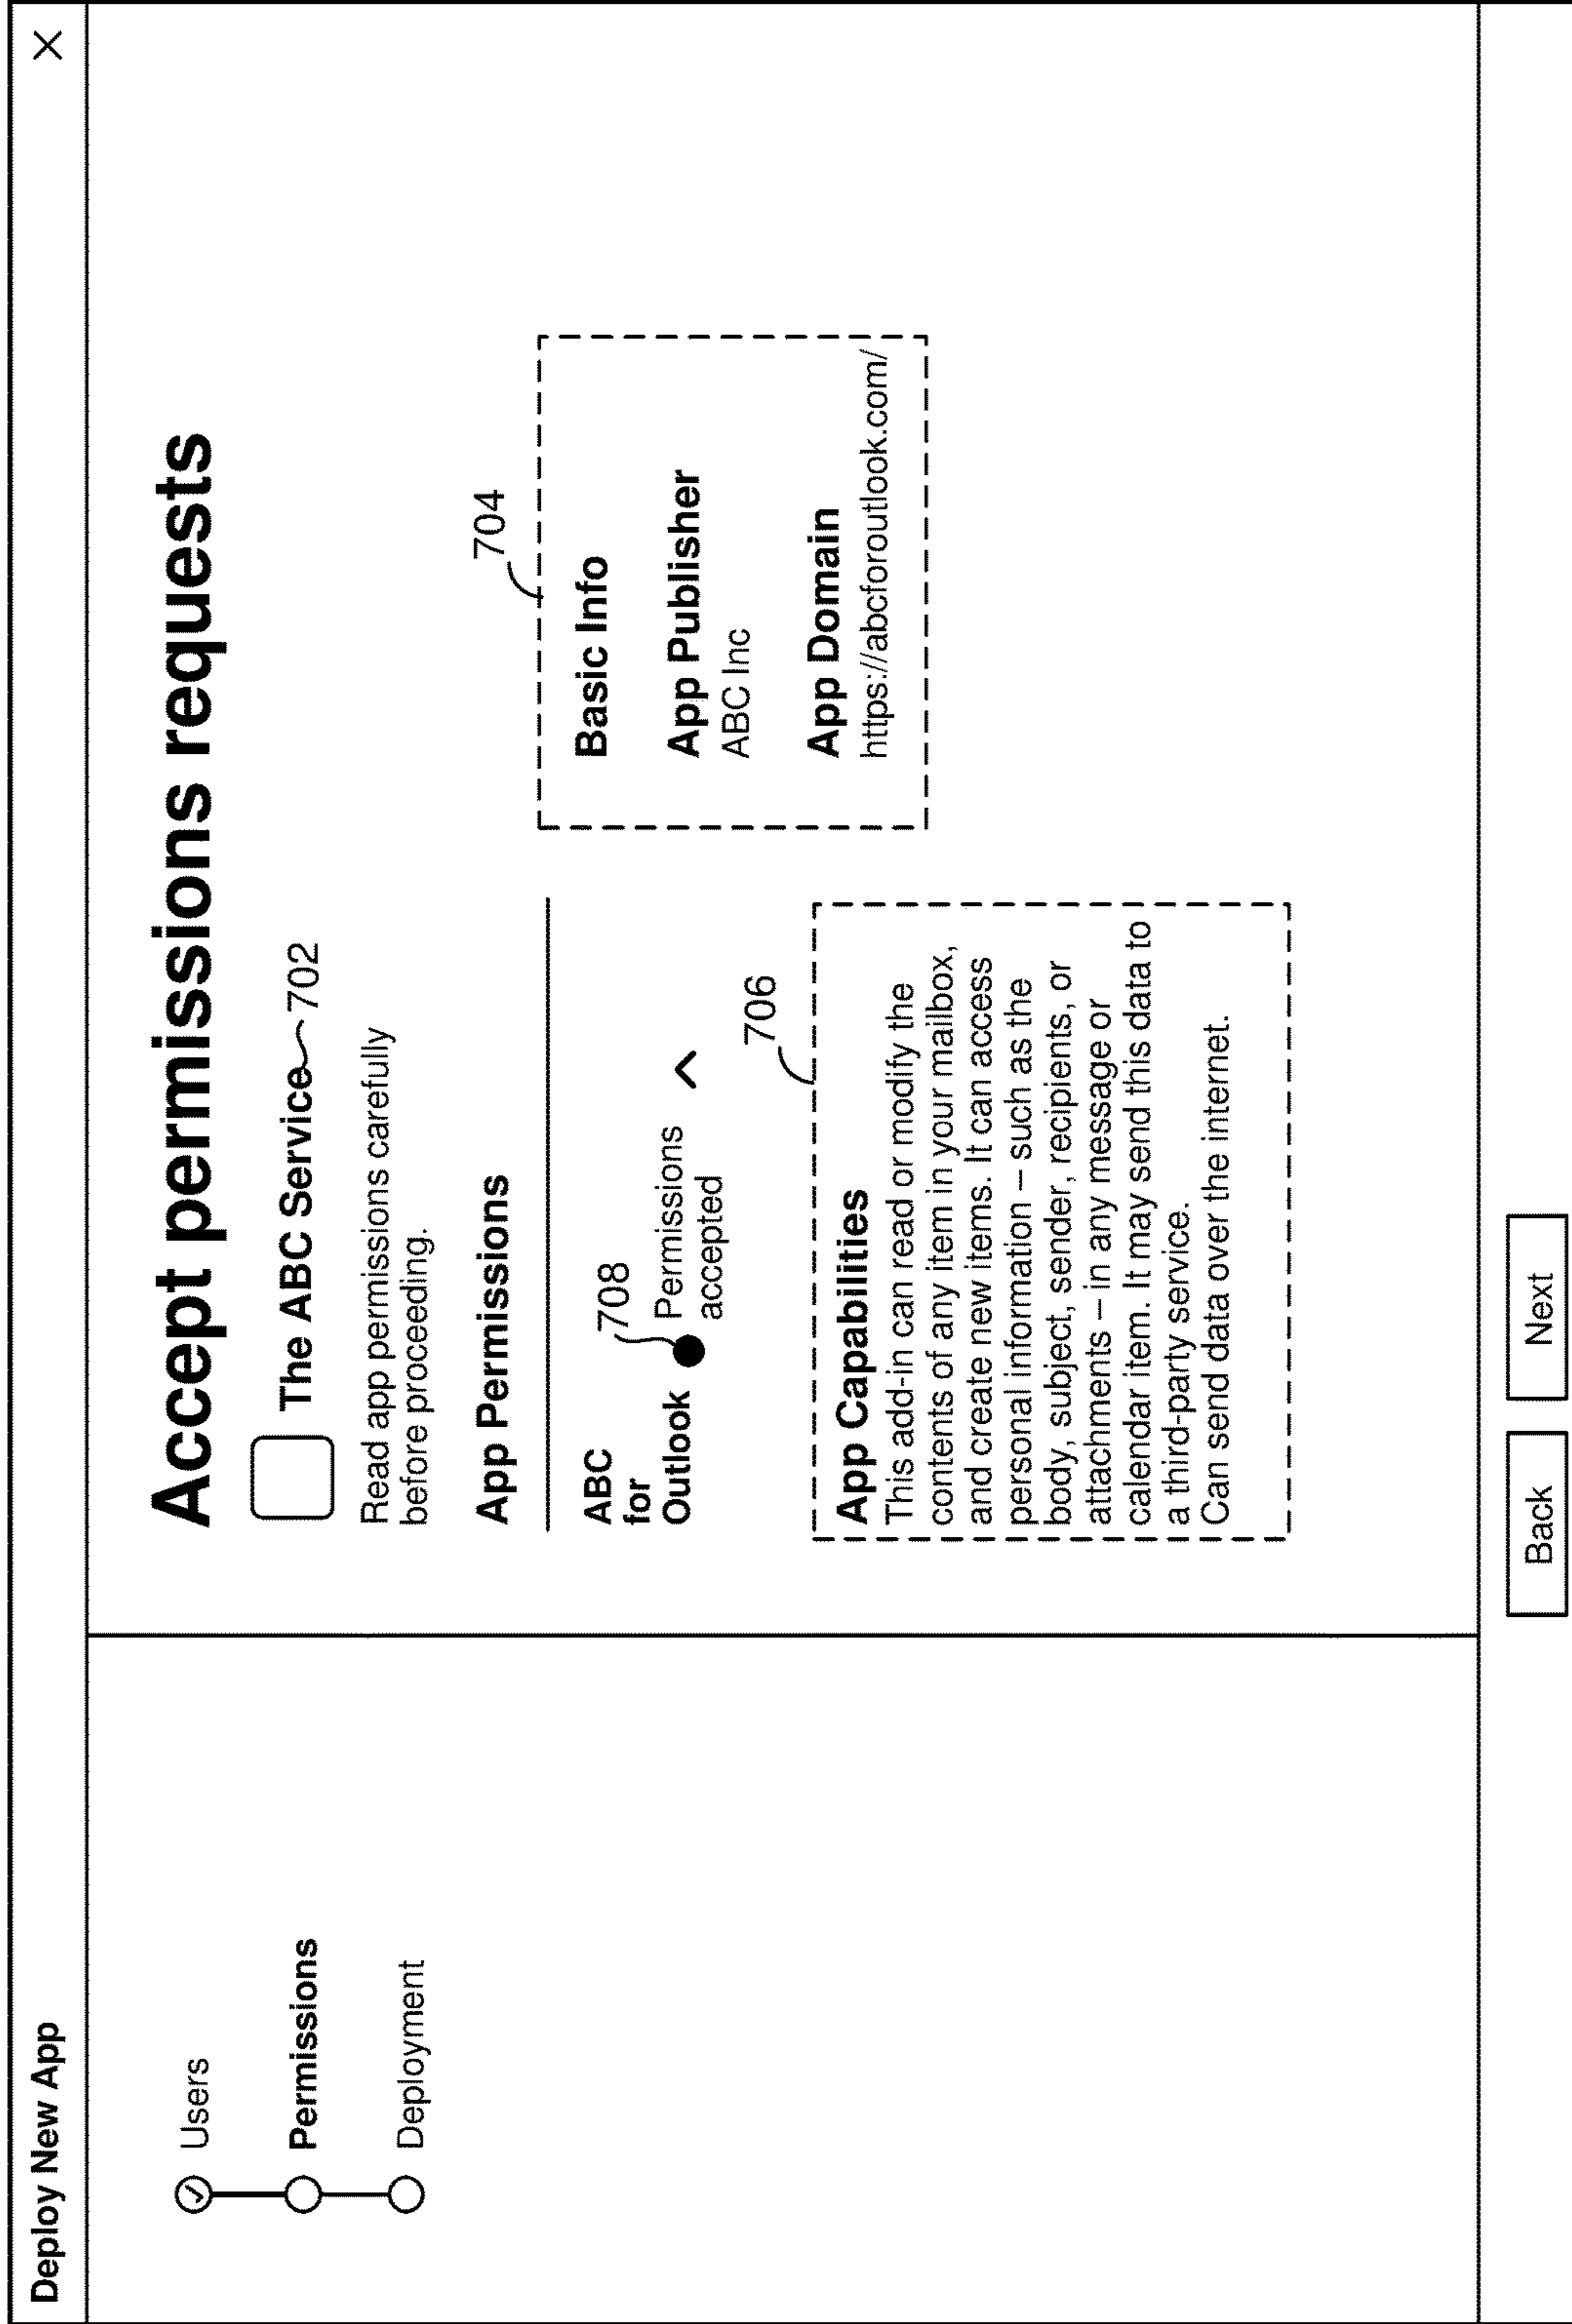 Deploy New App
Users
Permissions
Deployment
Accept permissions requests
The ABC Service 702
Read app permissions carefully
before proceeding.
App Permissions
ABC
for
Outlook
708
Permissions
accepted
706
App Capabilities
This add-in can read or modify the
contents of any item in your mailbox,
and create new items. It can access
personal information – such as the
body, subject, sender, recipients, or
attachments – in any message or
calendar item. It may send this data to
a third-party service.
Can send data over the internet.
704
Basic Info
App Publisher
ABC Inc
App Domain
https://abcforoutlook.com/
Back
Next